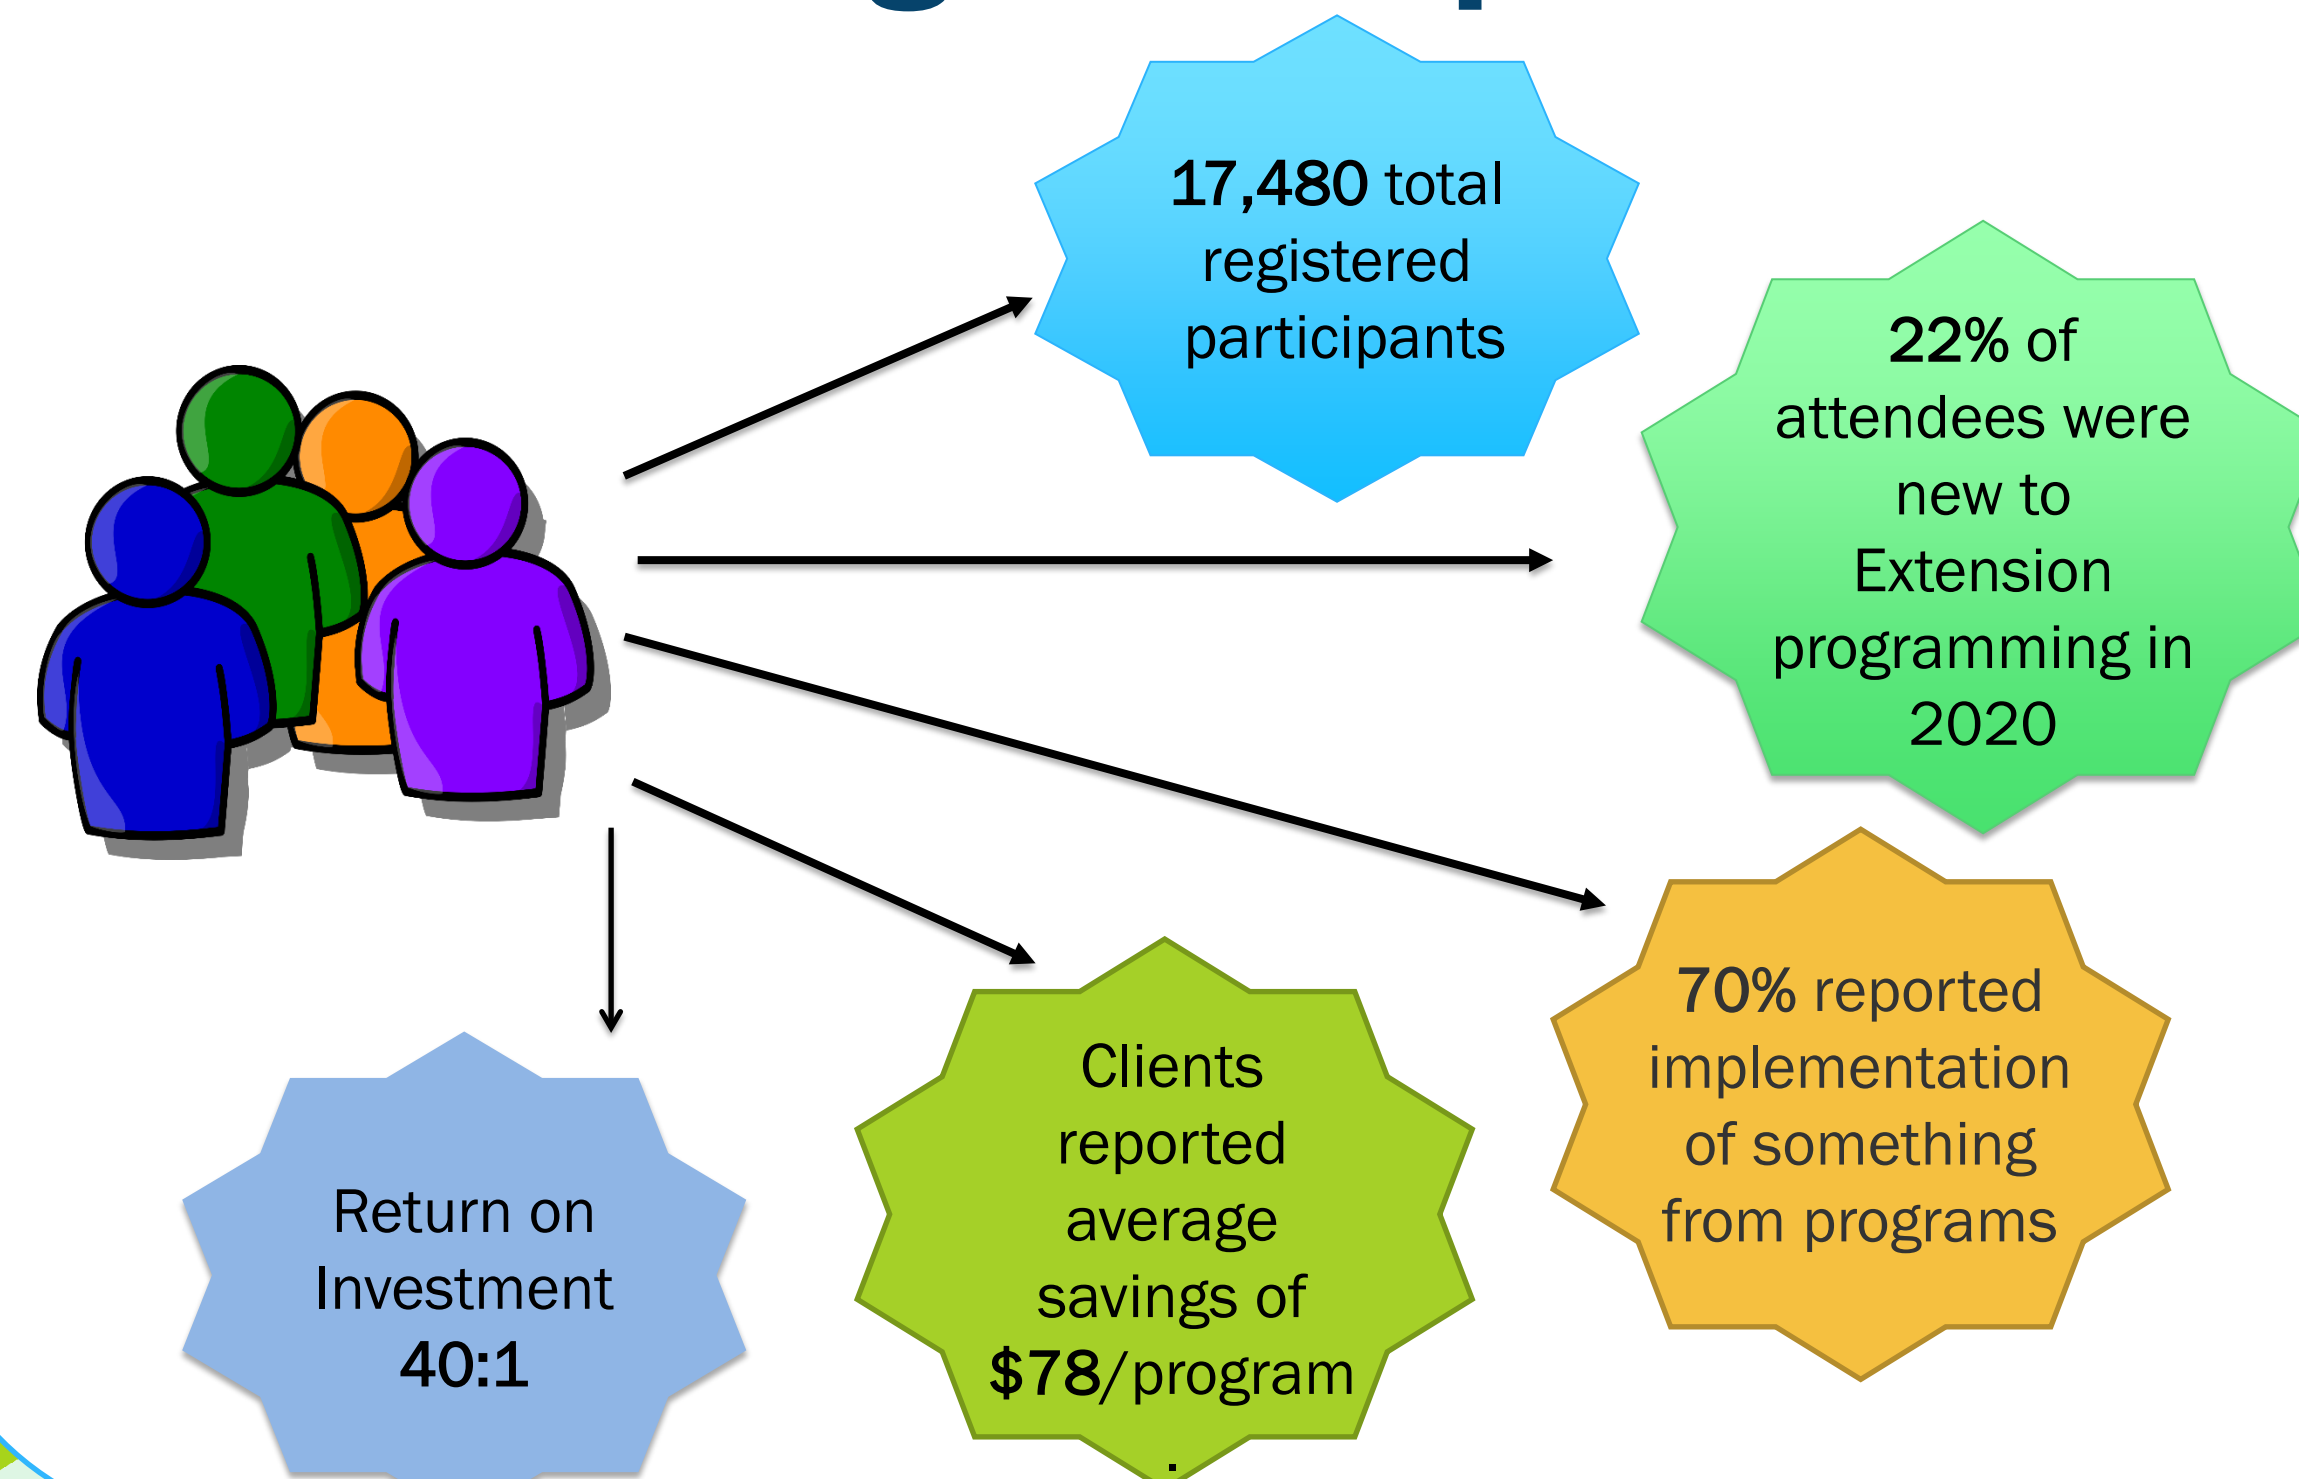 17,480 total
registered
participants
22% of
attendees were
new to
Extension
programming in
2020
70% reported
implementation
of something
from programs
Clients
reported
average
savings of
$78/program
.
Return on
Investment
40:1